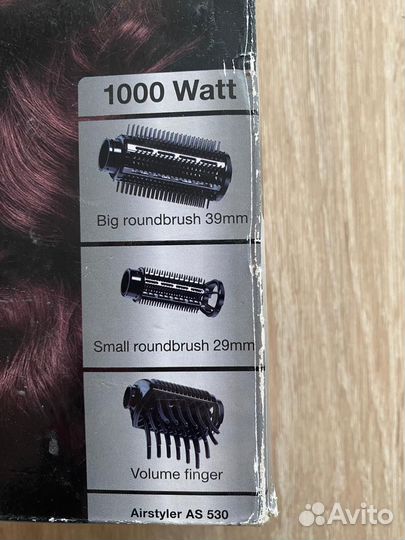 1000 Watt
Big roundbrush 39mm
Small roundbrush 29mm
Volume finger
Airstyler AS 530
Avito